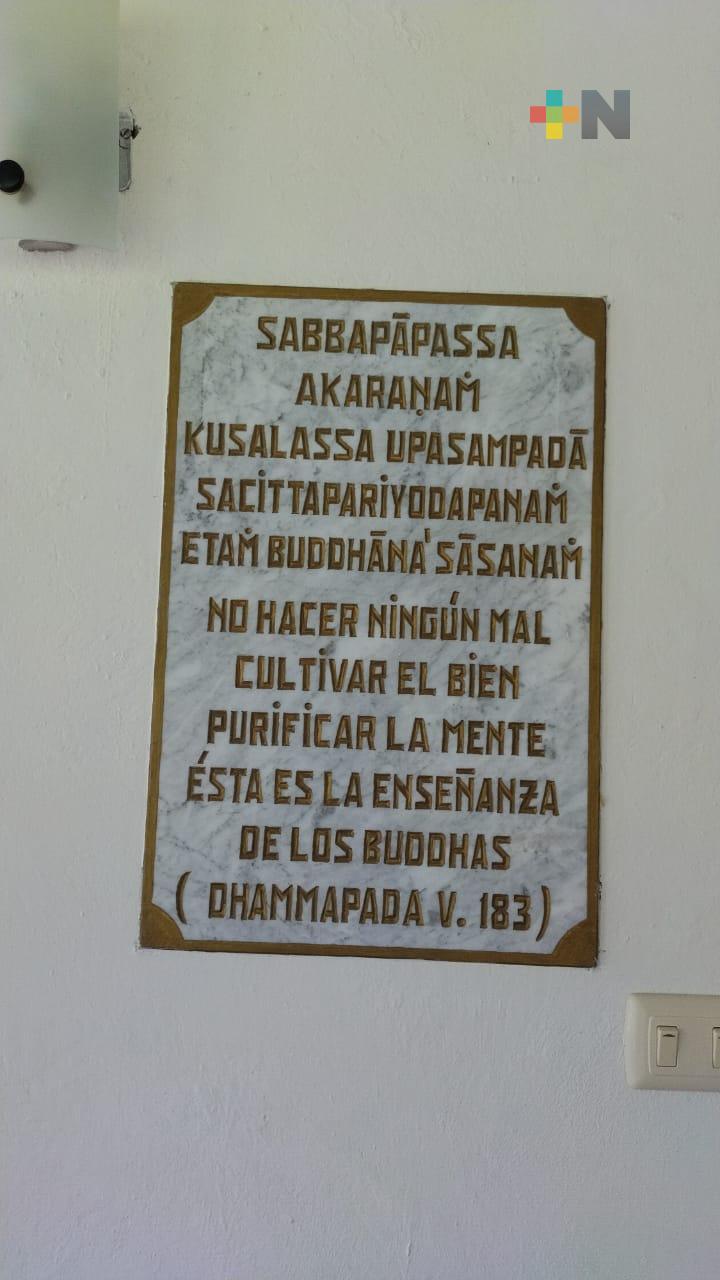 +N
SABBAPĀPASSA
AKARAṆAṀ
KUSALASSA UPASAMPADĀ
SACITTAPARIYODAPANAṀ
ETAṀ BUDDHĀNA'SĀSANAṀ
NO HACER NINGÚN MAL
CULTIVAR EL BIEN
PURIFICAR LA MENTE
ÉSTA ES LA ENSEÑANZA
DE LOS BUDDHAS
( DHAMMAPADA V. 183 )